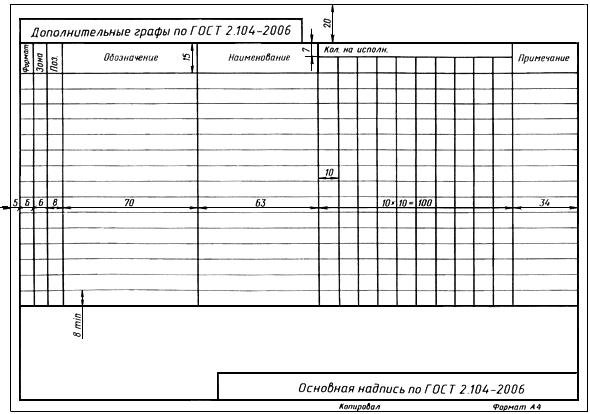 Дополнительные графы по ГОСТ 2.104-2006
20
Формат
Зона
Поз.
Обозначение
15
Наименование
7
Кол. на исполн.
Примечание
10
5 6 6 8 70 63 10×10=100 34
8 min
Основная надпись по ГОСТ 2.104-2006
Копировал Формат А4